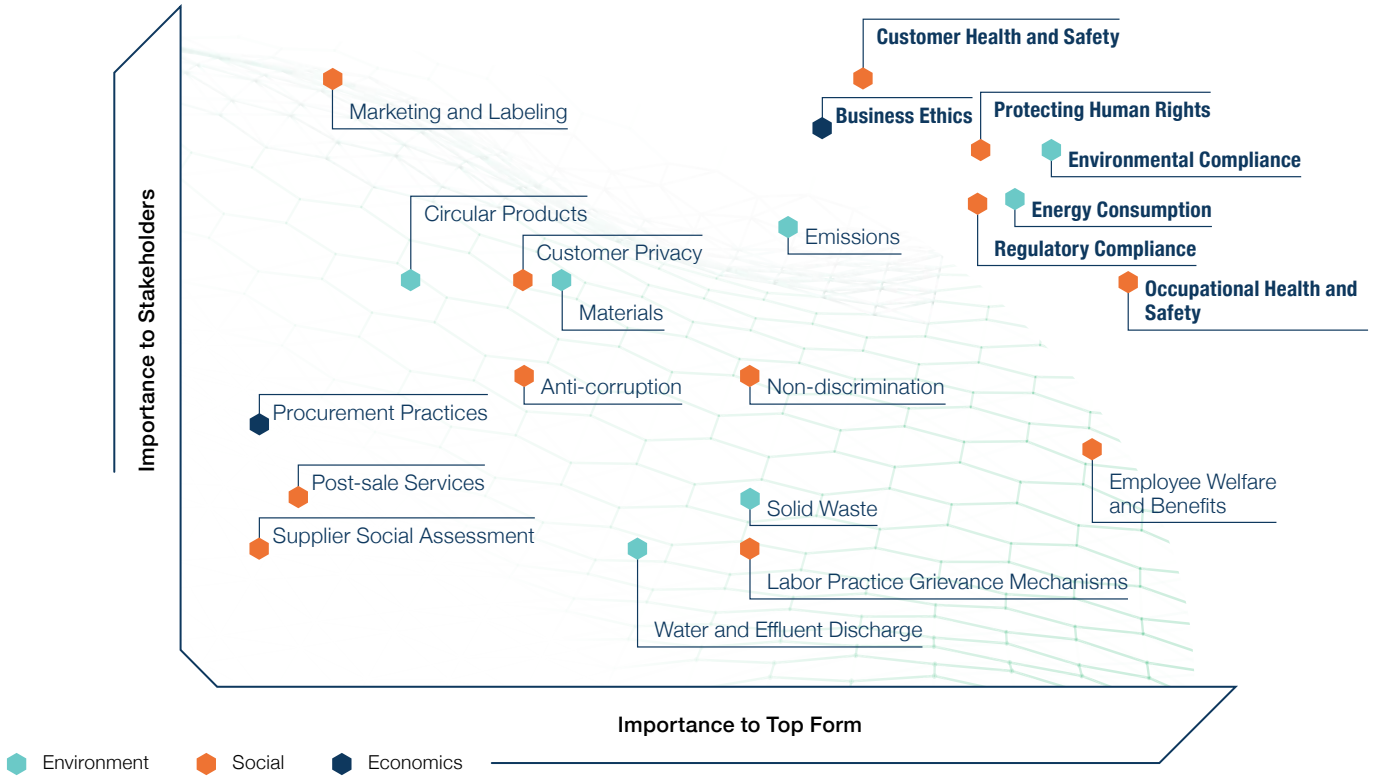 Customer Health and Safety
Marketing and Labeling
Business Ethics
Protecting Human Rights
Environmental Compliance
Circular Products
Energy Consumption
Emissions
Customer Privacy
Regulatory Compliance
Materials
Occupational Health and
Safety
Anti-corruption
Non-discrimination
Procurement Practices
Post-sale Services
Employee Welfare
and Benefits
Solid Waste
Supplier Social Assessment
Labor Practice Grievance Mechanisms
Water and Effluent Discharge
Importance to Stakeholders
Importance to Top Form
Environment
Social
Economics